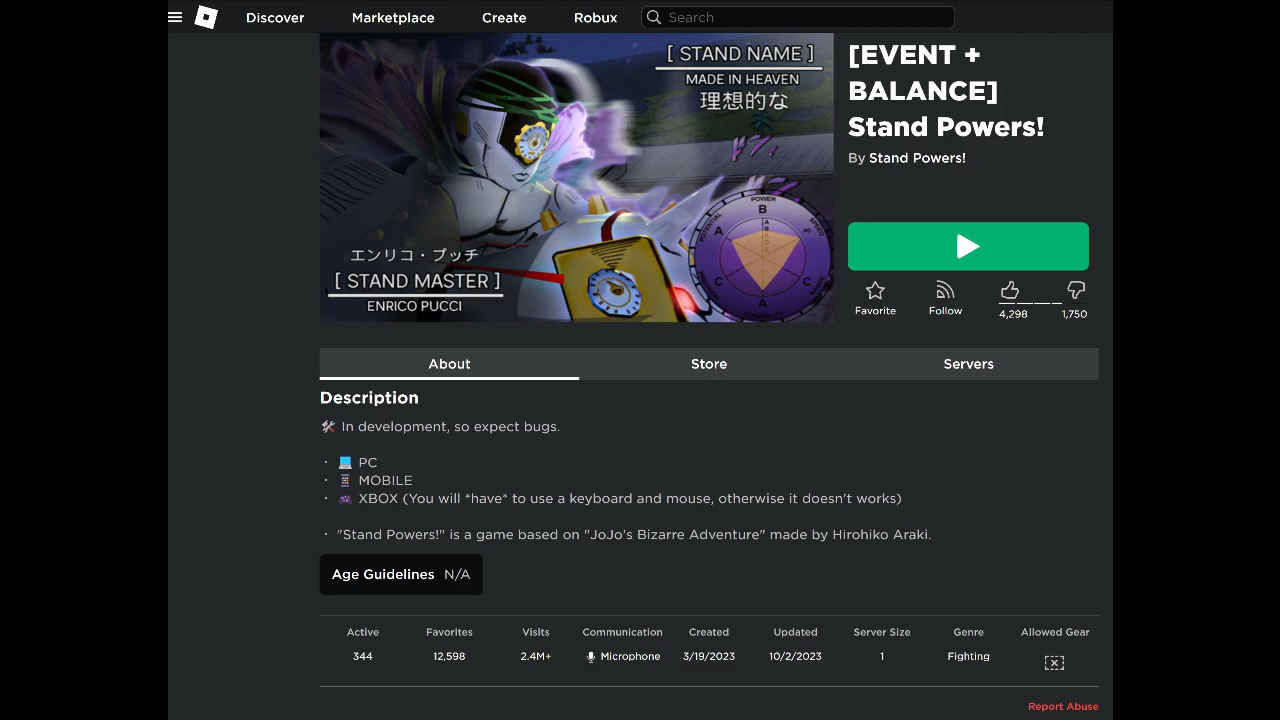 Discover
Marketplace
Create
Robux
Search
[ STAND NAME ]
MADE IN HEAVEN
理想的な
POWER
B
A
A
C
C
A
エンリコ・プッチ
[ STAND MASTER ]
ENRICO PUCCI
[EVENT +
BALANCE]
Stand Powers!
By Stand Powers!
Favorite
Follow
4,298
1,750
About
Store
Servers
Description
🛠️ In development, so expect bugs.
· 💻 PC
· 📱 MOBILE
· 🎮 XBOX (You will *have* to use a keyboard and mouse, otherwise it doesn't works)
· "Stand Powers!" is a game based on "JoJo's Bizarre Adventure" made by Hirohiko Araki.
Age Guidelines N/A
Active Favorites Visits Communication Created Updated Server Size Genre Allowed Gear
344 12,598 2.4M+ Microphone 3/19/2023 10/2/2023 1 Fighting
Report Abuse